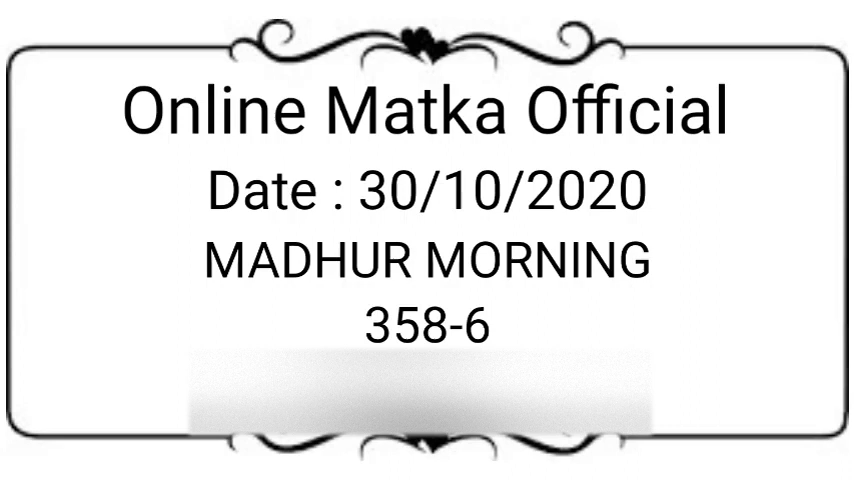 Online Matka Official
Date : 30/10/2020
MADHUR MORNING
358-6